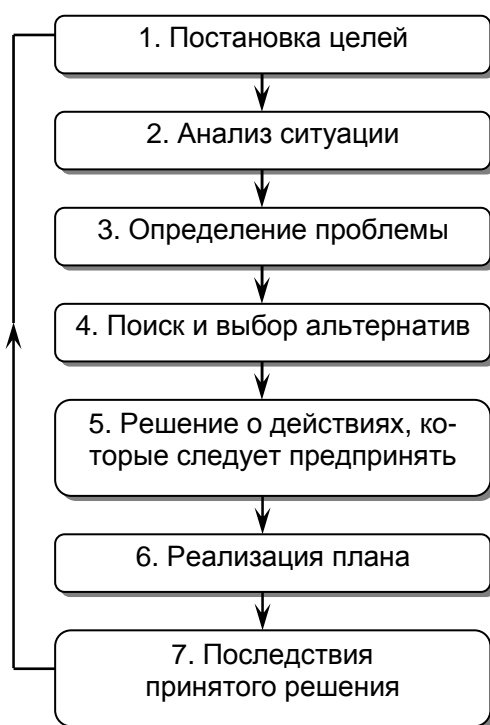 1. Постановка целей
2. Анализ ситуации
3. Определение проблемы
4. Поиск и выбор альтернатив
5. Решение о действиях, ко-
торые следует предпринять
6. Реализация плана
7. Последствия
принятого решения